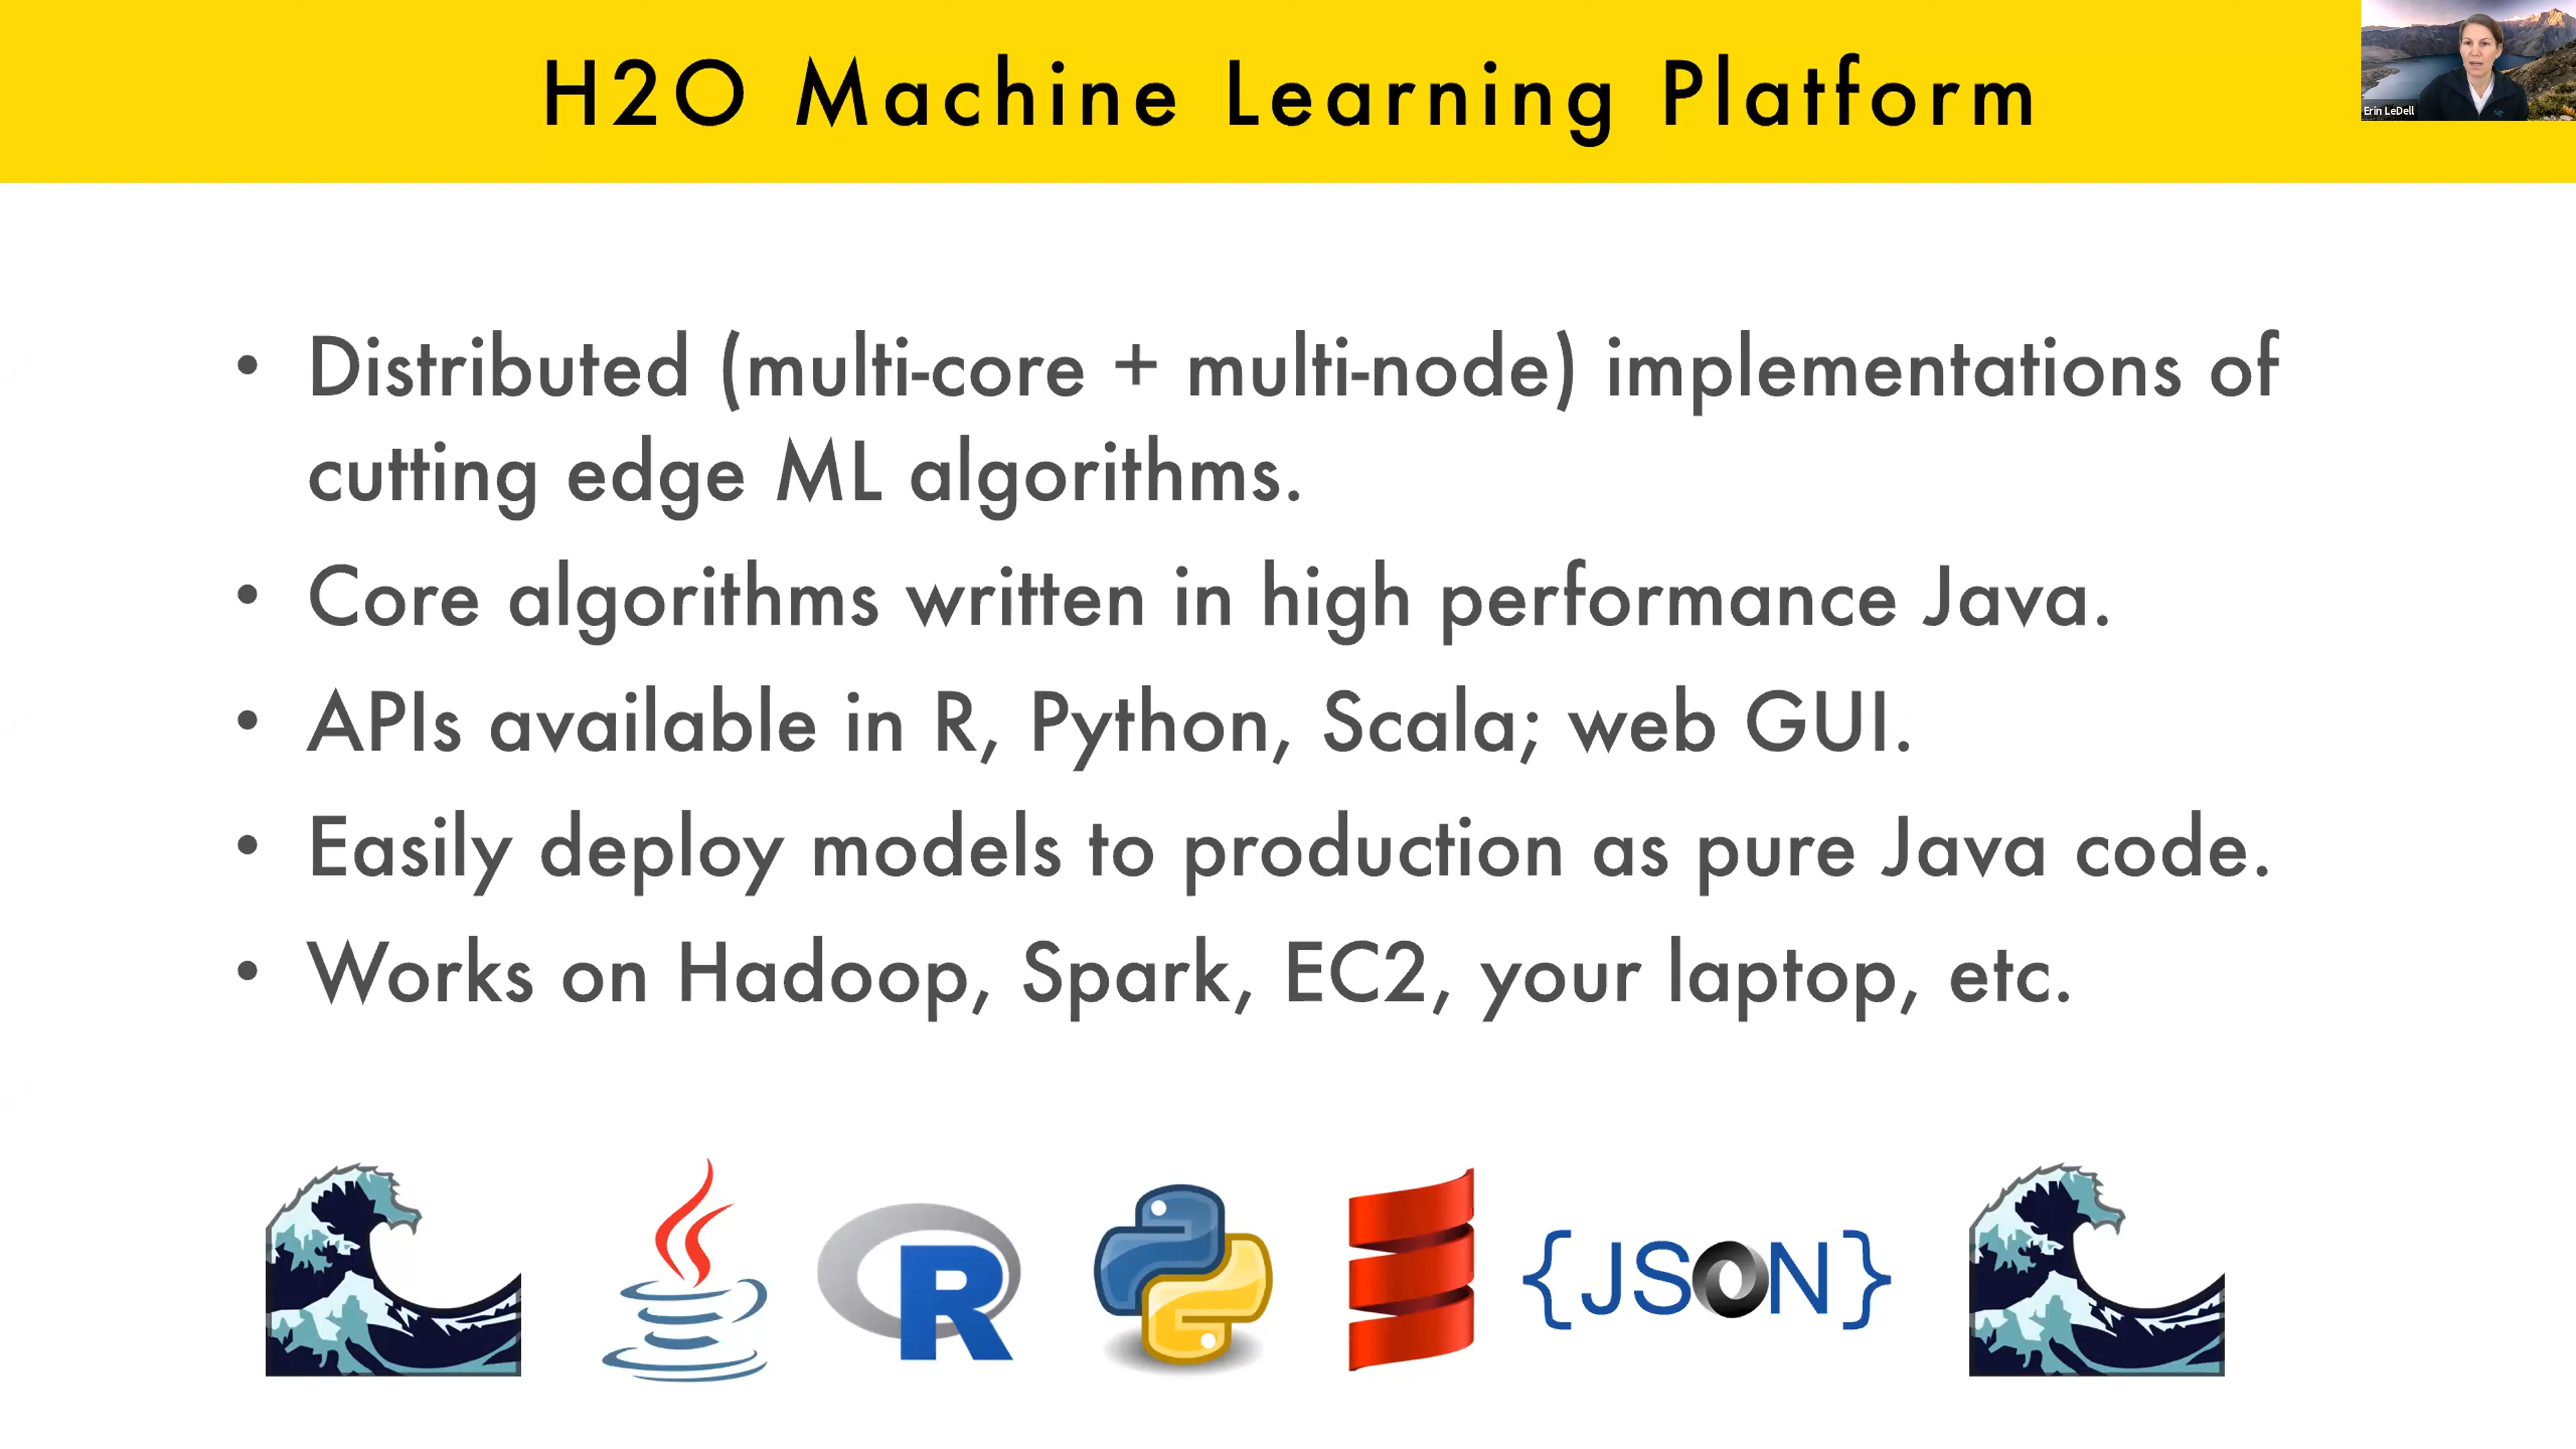 H2O Machine Learning Platform
Erin LeDell
• Distributed (multi-core + multi-node) implementations of
cutting edge ML algorithms.
• Core algorithms written in high performance Java.
• APIs available in R, Python, Scala; web GUI.
• Easily deploy models to production as pure Java code.
• Works on Hadoop, Spark, EC2, your laptop, etc.
R {JSON}